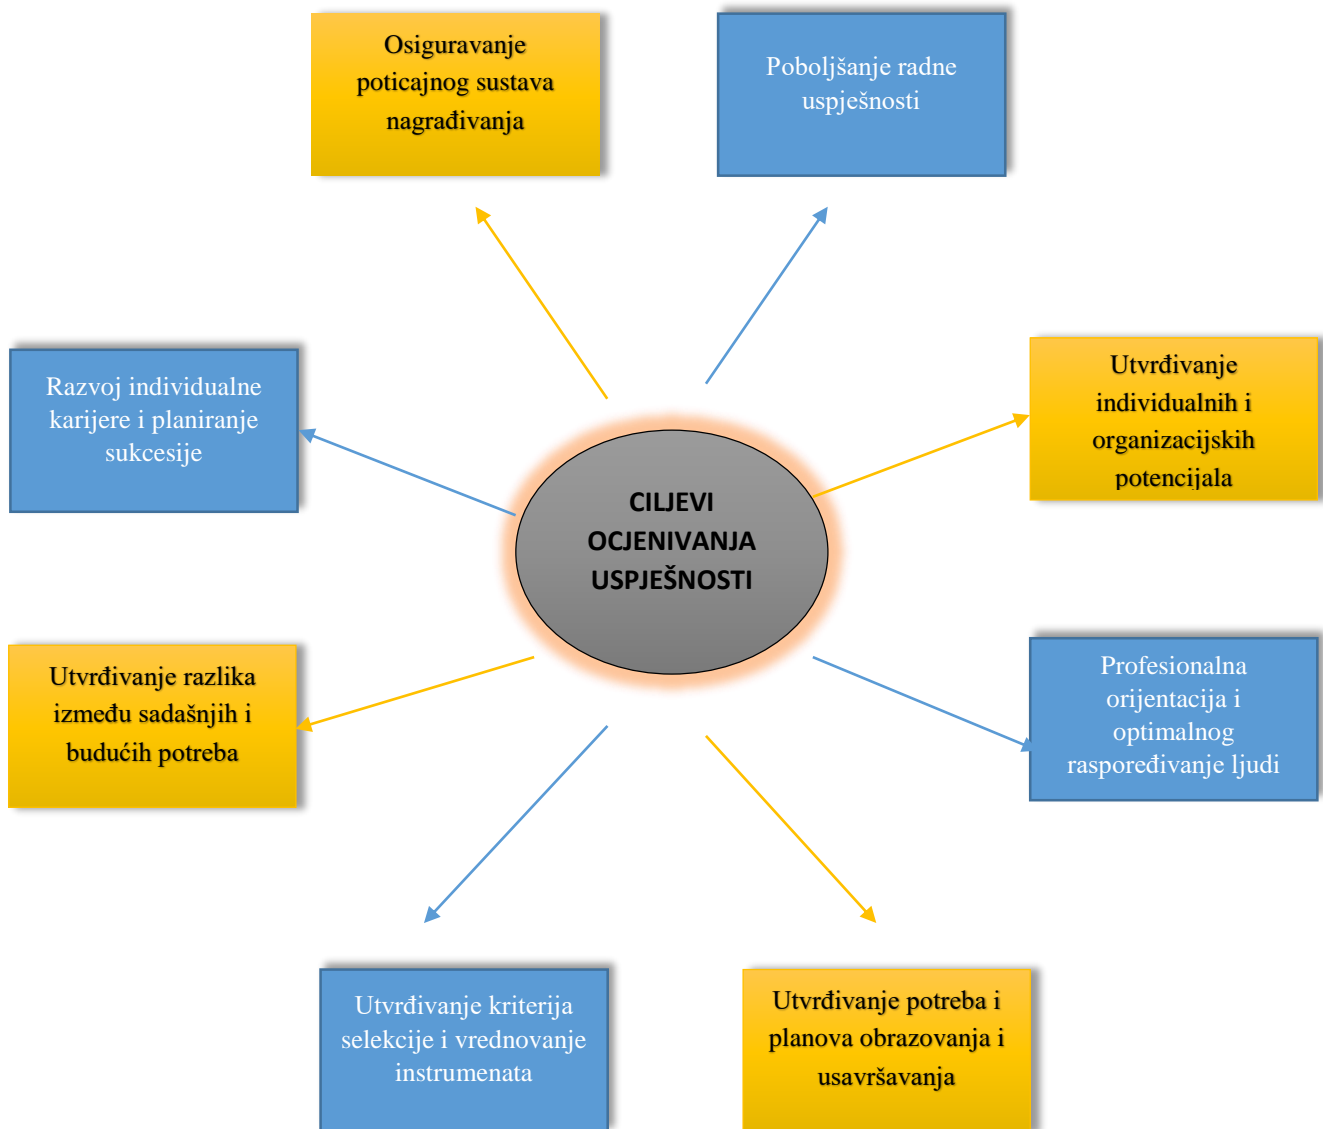 Osiguravanje
poticajnog sustava
nagrađivanja
Poboljšanje radne
uspješnosti
Razvoj individualne
karijere i planiranje
sukcesije
Utvrđivanje
individualnih i
organizacijskih
potencijala
CILJEVI
OCJENIVANJA
USPJEŠNOSTI
Utvrđivanje razlika
između sadašnjih i
budućih potreba
Profesionalna
orijentacija i
optimalnog
raspoređivanje ljudi
Utvrđivanje kriterija
selekcije i vrednovanje
instrumenata
Utvrđivanje potreba i
planova obrazovanja i
usavršavanja